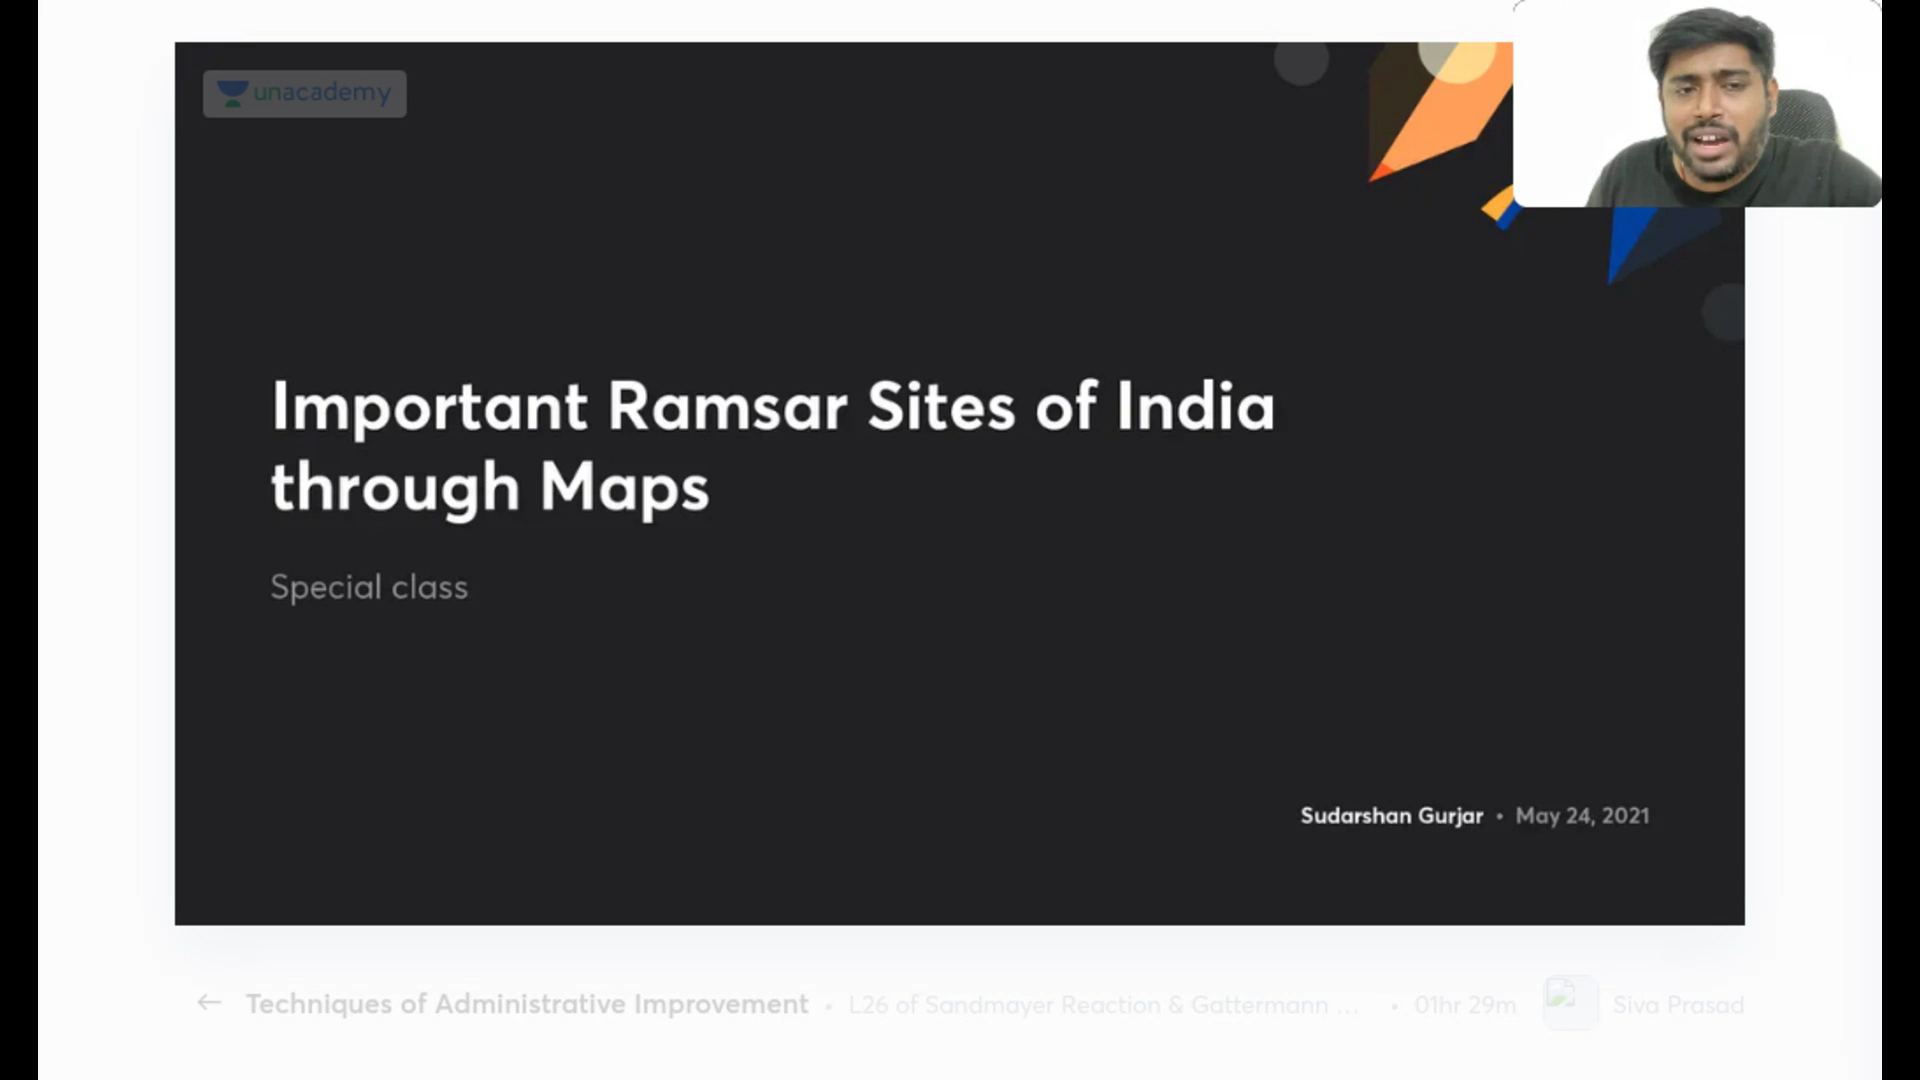 unacademy
Important Ramsar Sites of India
through Maps
Special class
Sudarshan Gurjar • May 24, 2021
← Techniques of Administrative Improvement • L26 of Sandmayer Reaction & Gattermann ... • 01hr 29m Siva Prasad